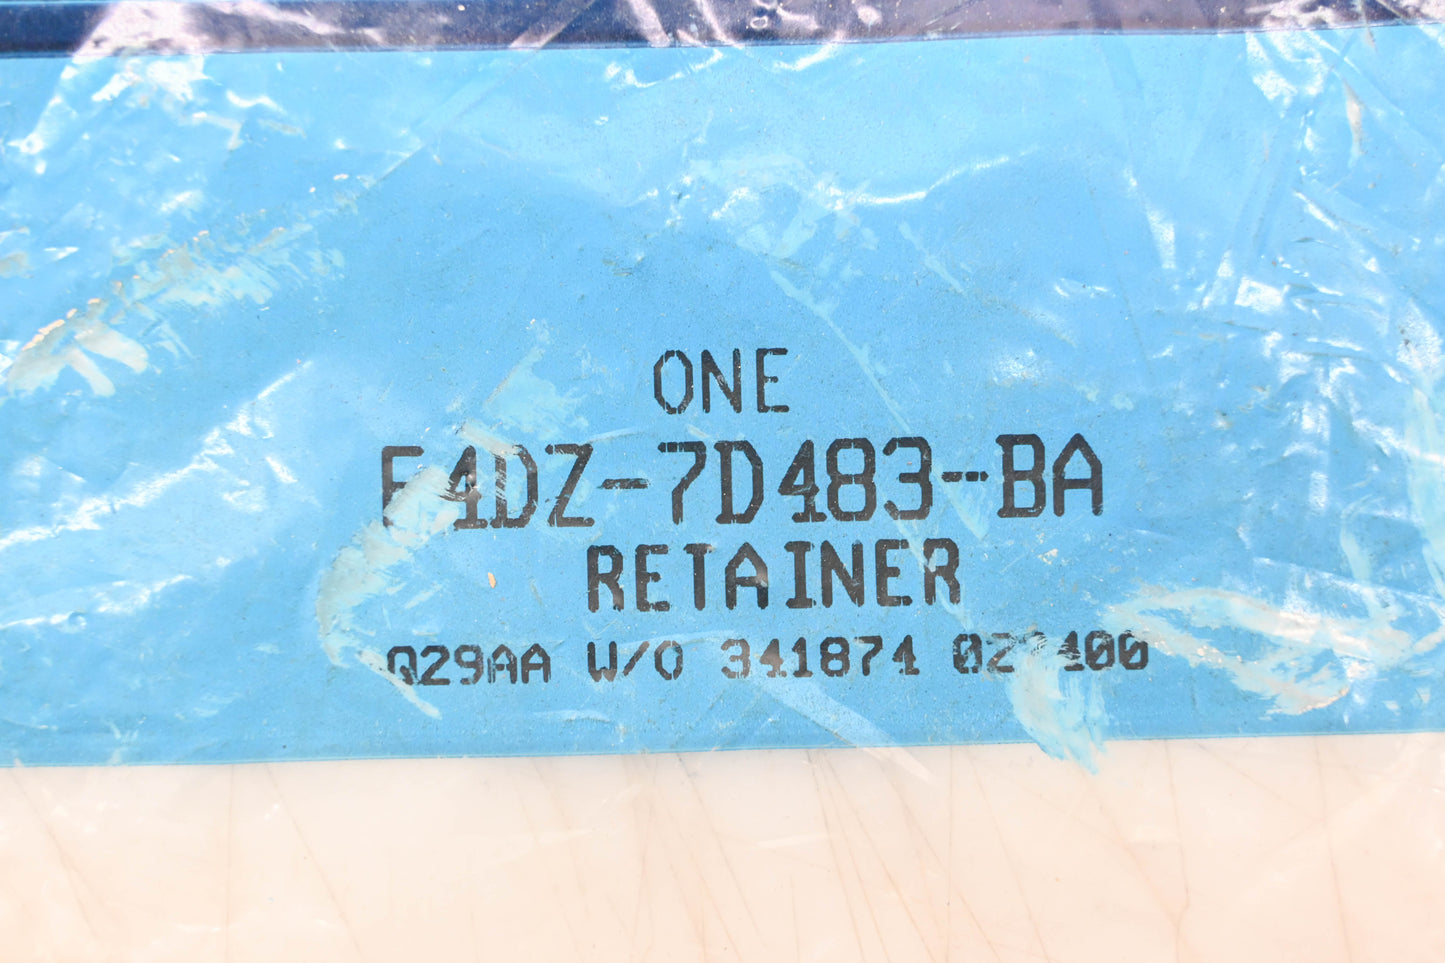 ONE
F4DZ-7D483-BA
RETAINER
Q29AA W/O 341874